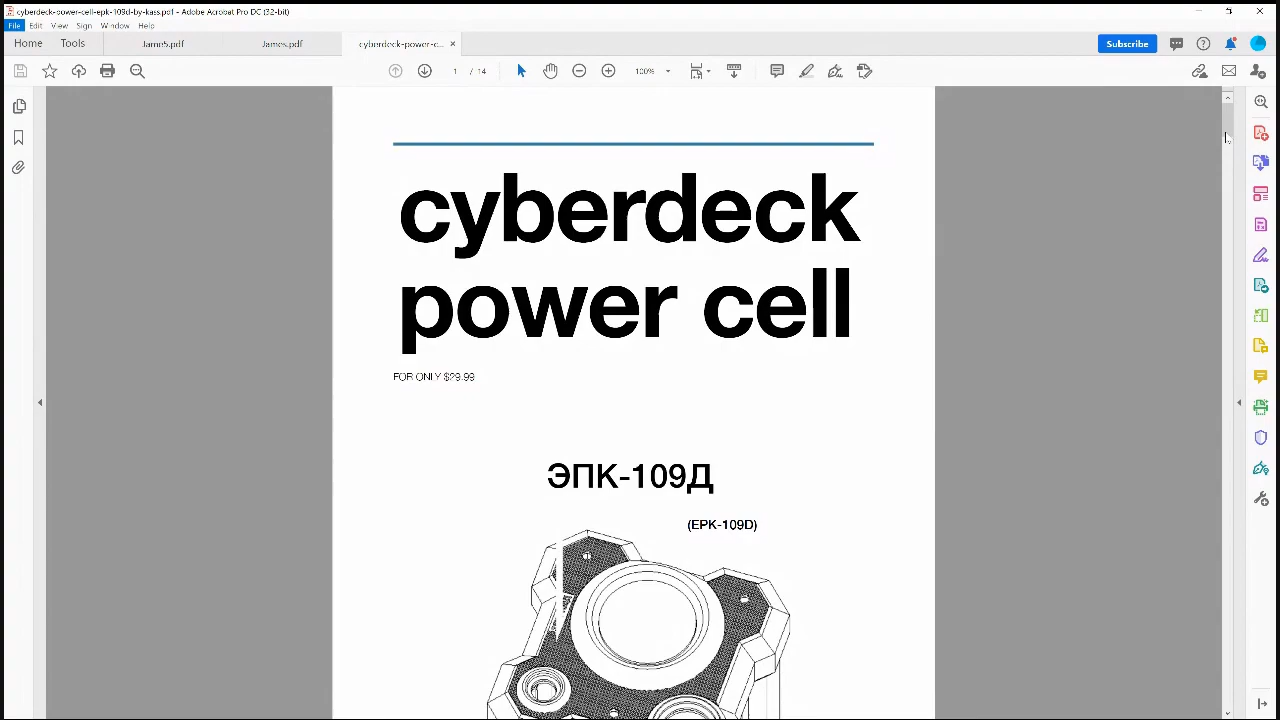 cyberdeck-power-cell-epk-109d-by-kass.pdf - Adobe Acrobat Pro DC (32-bit)
File Edit View Sign Window Help
Home Tools Jame5.pdf James.pdf cyberdeck-power-c... Subscribe
1 / 14 100%
cyberdeck
power cell
FOR ONLY $29.99
ЭПК-109Д
(EPK-109D)